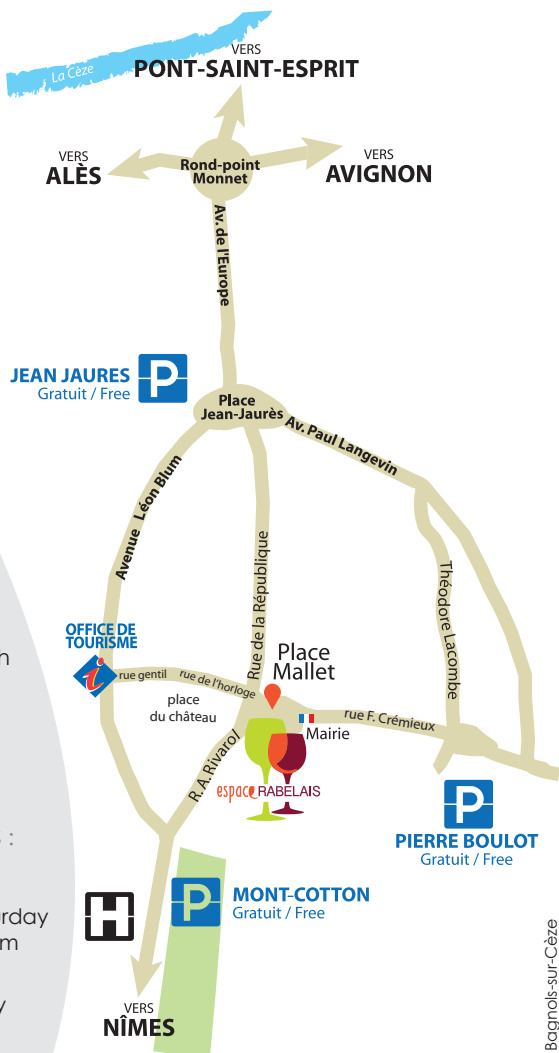 La Cèze
VERS
PONT-SAINT-ESPRIT
VERS
ALÈS
Rond-point
Monnet
VERS
AVIGNON
Av. de l'Europe
JEAN JAURES
Gratuit / Free
P
Place
Jean-Jaurès
Av. Paul Langevin
Avenue Léon Blum
Rue de la République
Théodore Lacombe
OFFICE DE
TOURISME
i
rue gentil
rue de l'horloge
Place
Mallet
place
du château
Mairie
rue F. Crémieux
R. A. Rivarol
espace RABELAIS
P
PIERRE BOULOT
Gratuit / Free
H
P
MONT-COTTON
Gratuit / Free
VERS
NÎMES
Bagnols-sur-Cèze